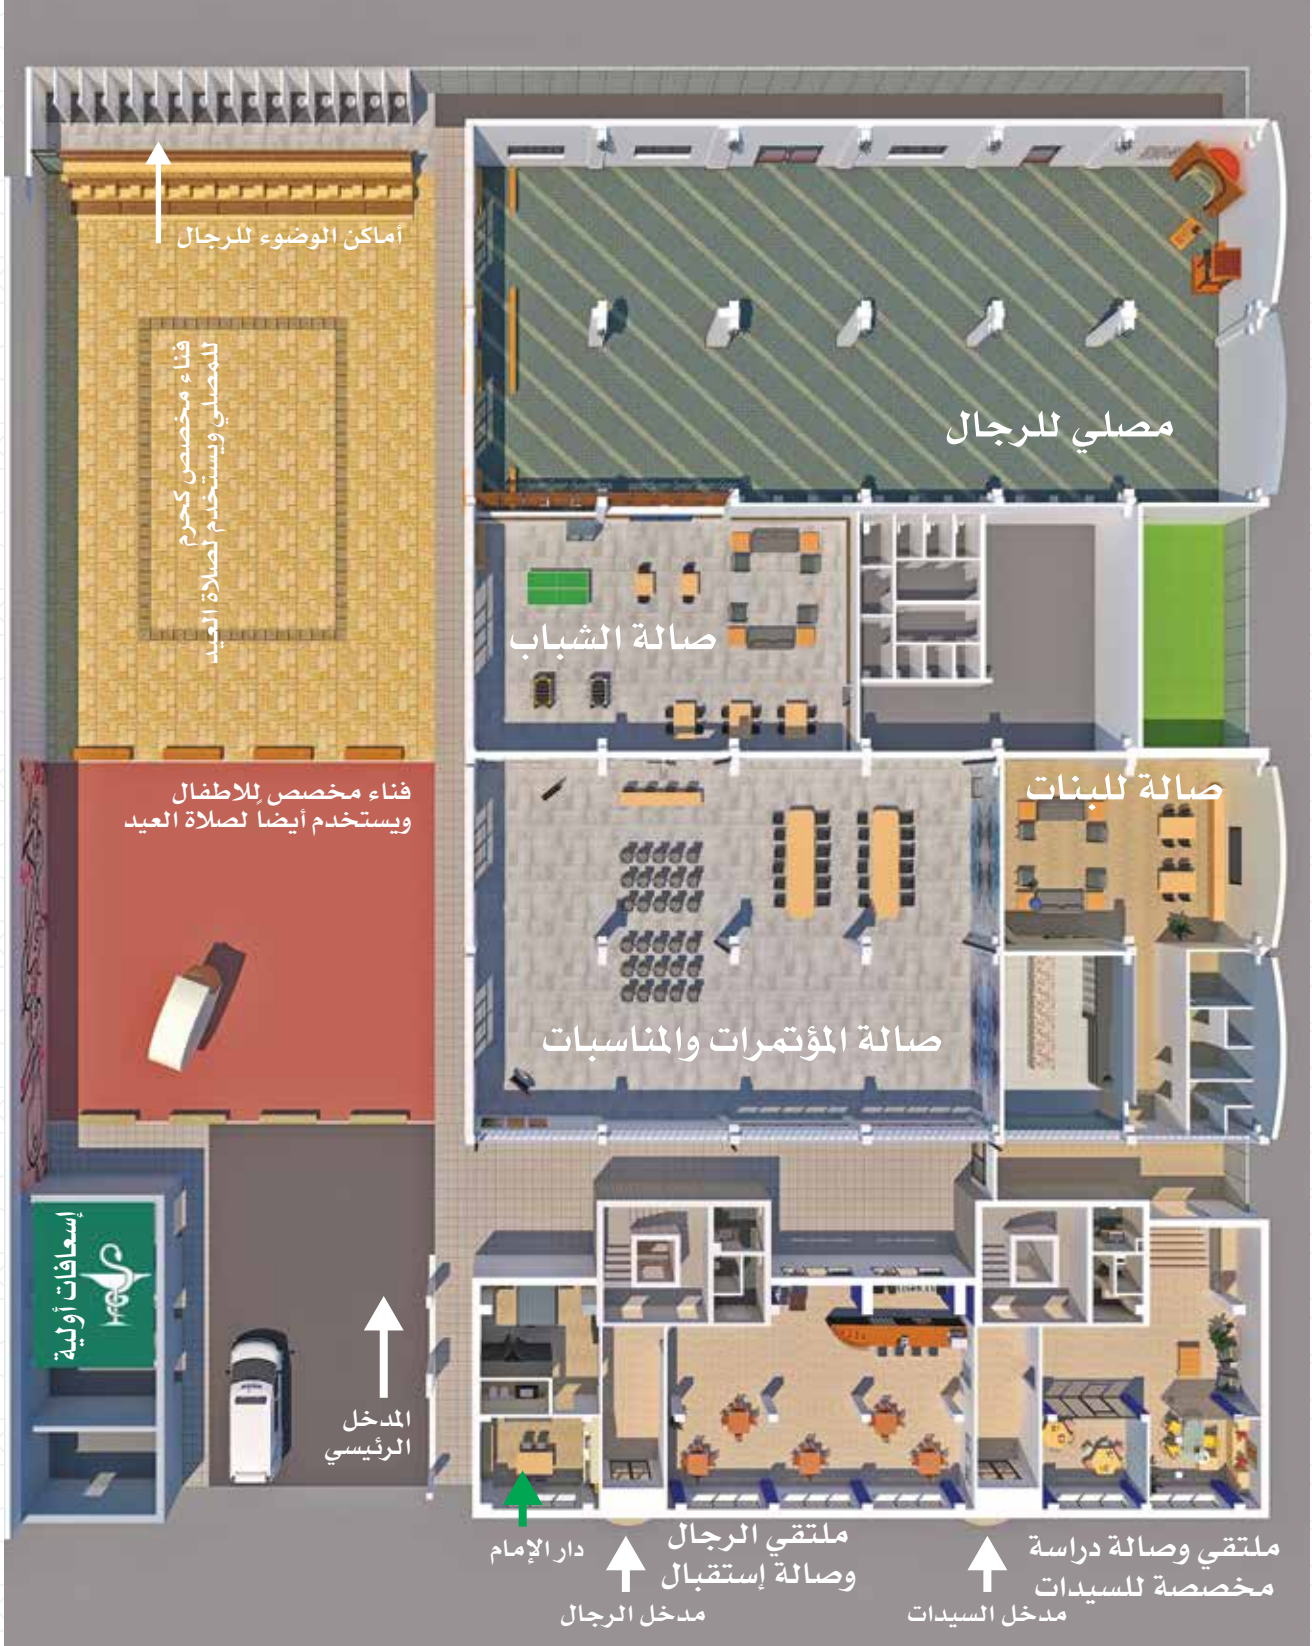 أماكن الوضوء للرجال
فناء مخصص كحرم
للمصلي ويستخدم لصلاة العيد
مصلي للرجال
صالة الشباب
فناء مخصص للاطفال
ويستخدم أيضاً لصلاة العيد
صالة للبنات
صالة المؤتمرات والمناسبات
إسعافات أولية
المدخل
الرئيسي
دار الإمام
ملتقي الرجال
وصالة إستقبال
مدخل الرجال
ملتقي وصالة دراسة
مخصصة للسيدات
مدخل السيدات